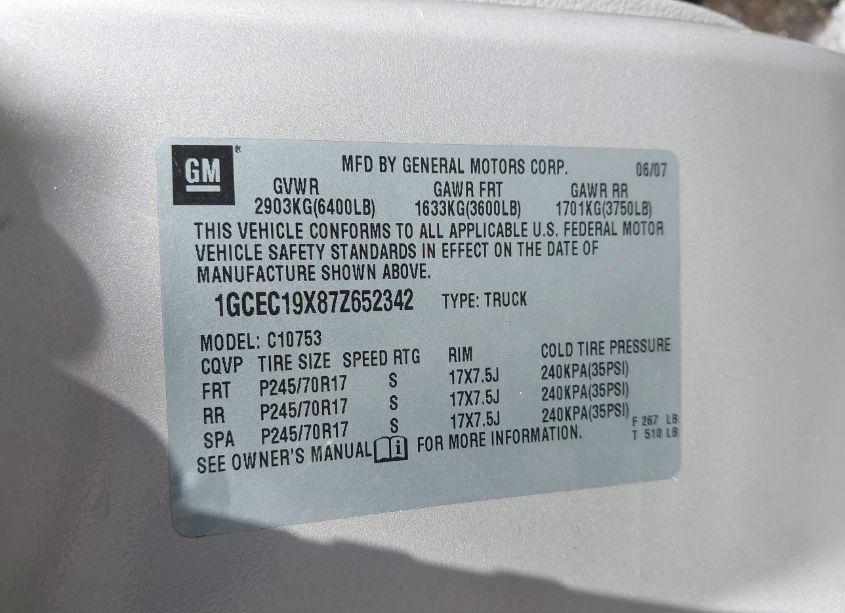 GM
MFD BY GENERAL MOTORS CORP. 06/07
GVWR GAWR FRT GAWR RR
2903KG(6400LB) 1633KG(3600LB) 1701KG(3750LB)
THIS VEHICLE CONFORMS TO ALL APPLICABLE U.S. FEDERAL MOTOR
VEHICLE SAFETY STANDARDS IN EFFECT ON THE DATE OF
MANUFACTURE SHOWN ABOVE.
1GCEC19X87Z652342 TYPE: TRUCK
MODEL: C10753
CQVP TIRE SIZE SPEED RTG RIM COLD TIRE PRESSURE
FRT P245/70R17 S 17X7.5J 240KPA(35PSI)
RR P245/70R17 S 17X7.5J 240KPA(35PSI)
SPA P245/70R17 S 17X7.5J 240KPA(35PSI)
F 267 LB
T 510 LB
SEE OWNER'S MANUAL i FOR MORE INFORMATION.